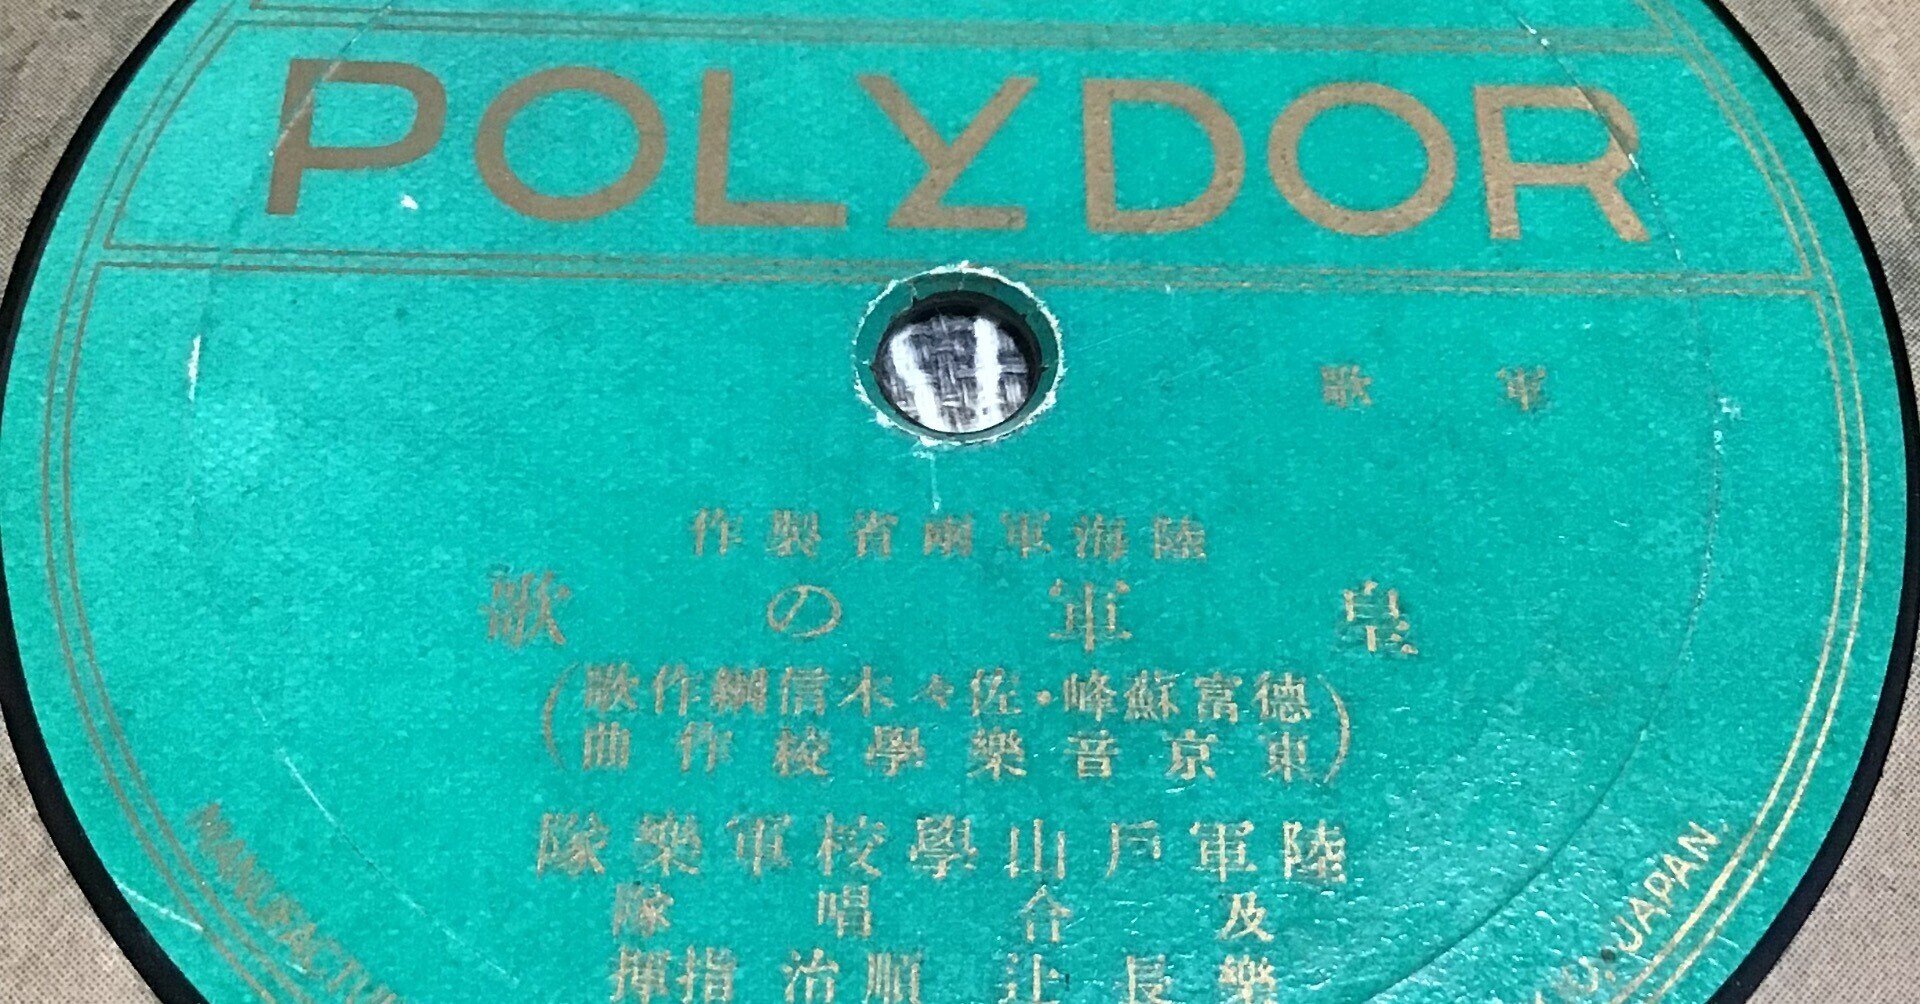 POLYDOR
軍歌
陸海軍兩省製作
皇軍の歌
(德富蘇峰・佐々木信綱作歌
東京音樂學校作曲)
陸軍戶山學校軍樂隊
及合唱隊
樂長辻順治指揮
MANUFACTU
JAPAN.